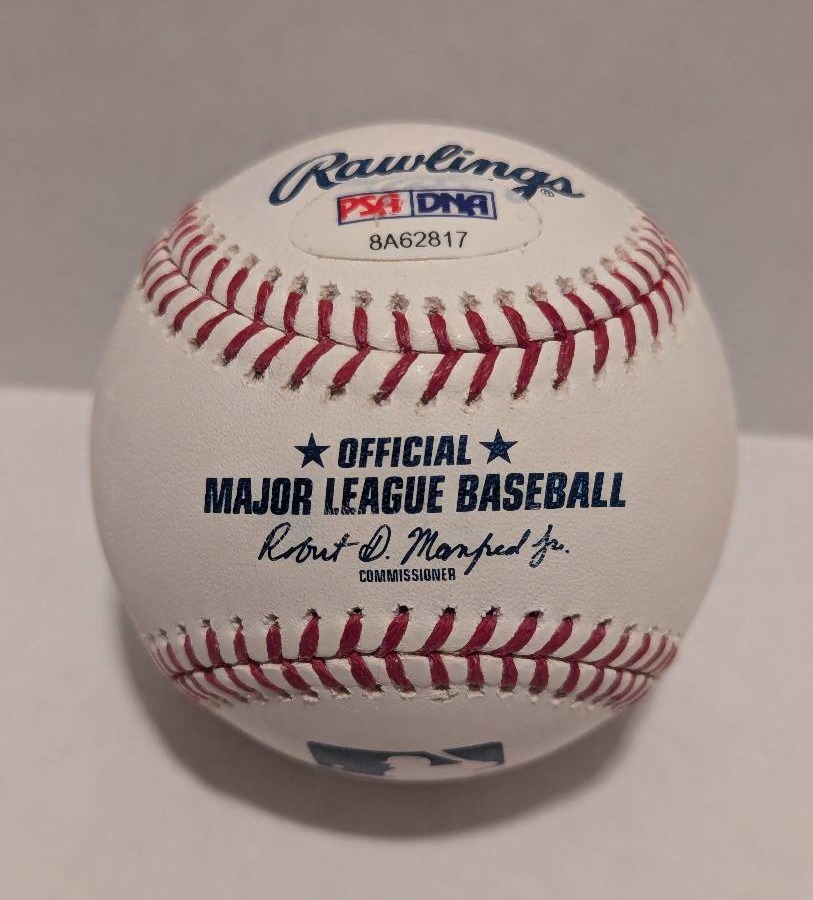 Rawlings®
PSA DNA
8A62817
★ OFFICIAL ★
MAJOR LEAGUE BASEBALL
Robert D. Manfred Jr.
COMMISSIONER